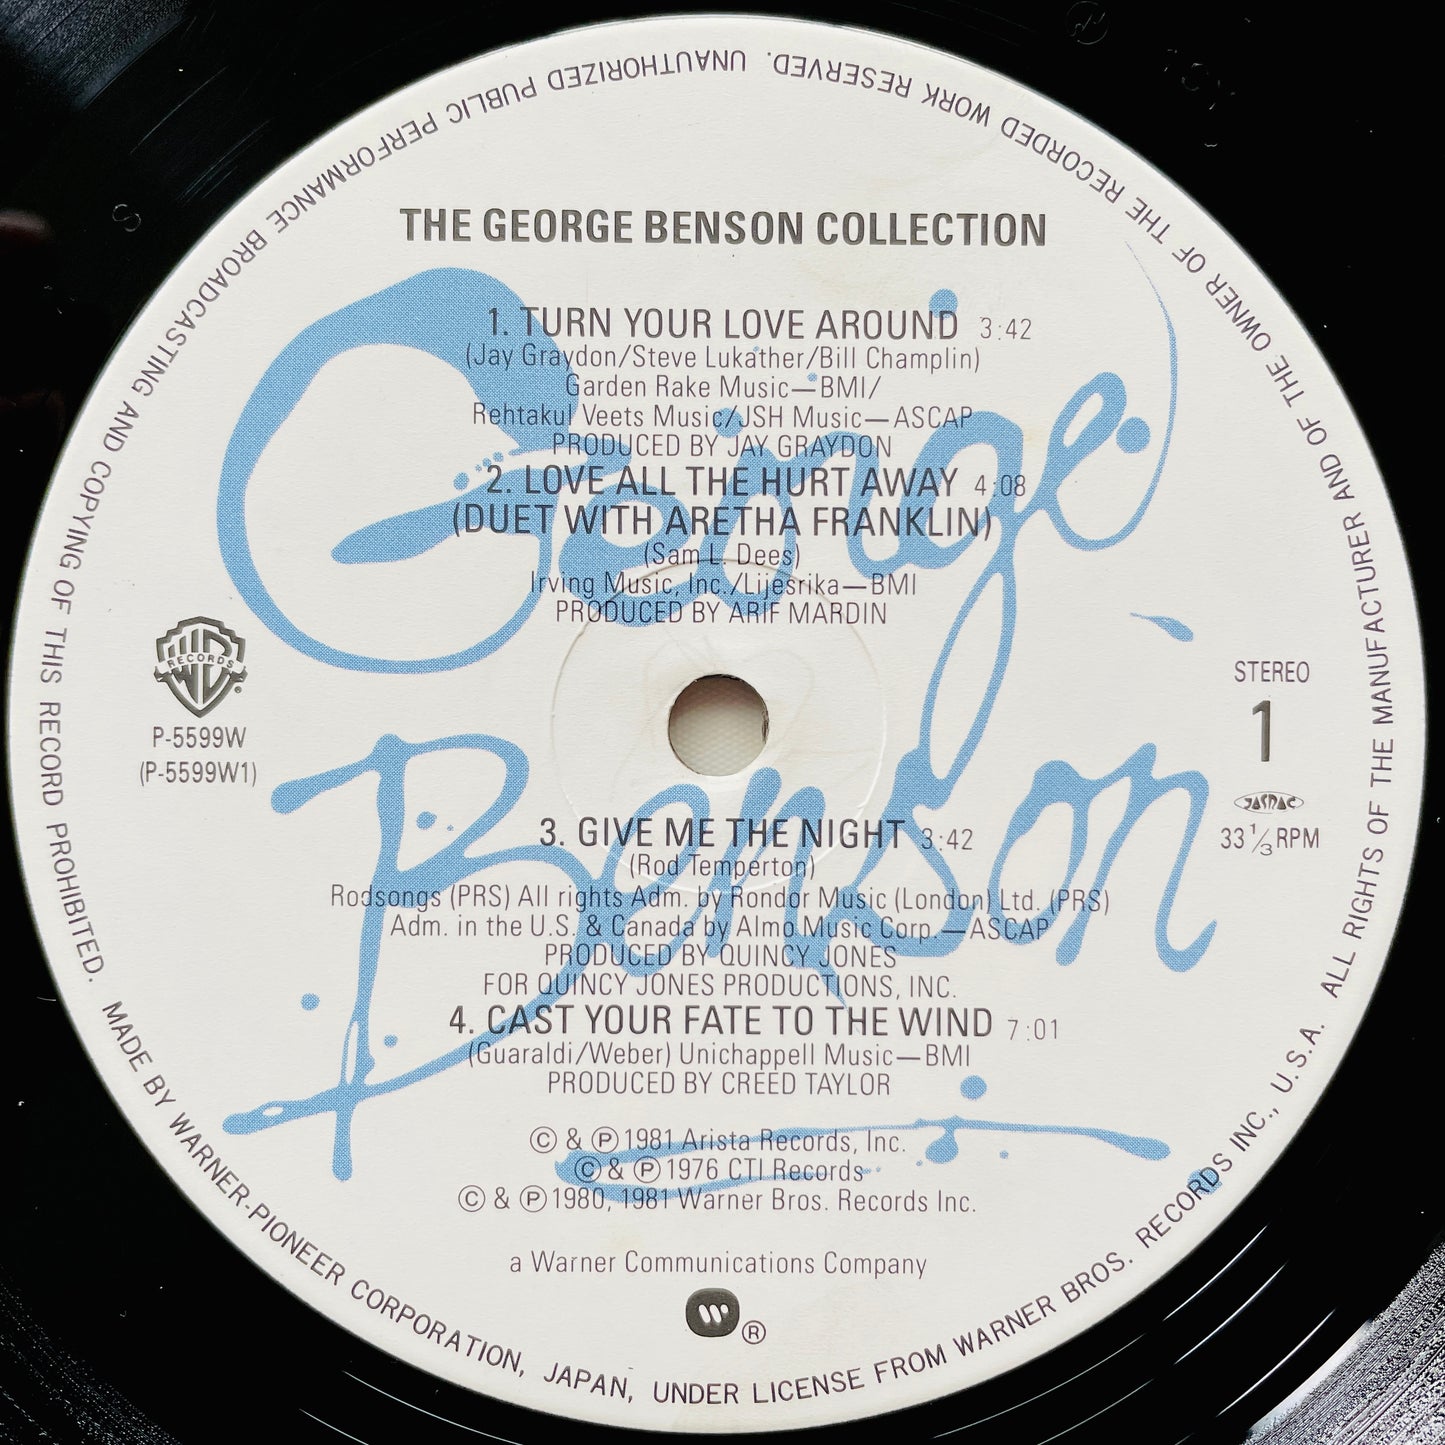 THE GEORGE BENSON COLLECTION
1. TURN YOUR LOVE AROUND 3:42
(Jay Graydon/Steve Lukather/Bill Champlin)
Garden Rake Music—BMI/
Rehtakul Veets Music/JSH Music—ASCAP
PRODUCED BY JAY GRAYDON
2. LOVE ALL THE HURT AWAY 4:08
(DUET WITH ARETHA FRANKLIN)
(Sam L. Dees)
Irving Music, Inc./Lijesrika—BMI
PRODUCED BY ARIF MARDIN
George
Benson
WB
RECORDS
P-5599W
(P-5599W1)
STEREO
1
JASRAC
33 1/3 RPM
3. GIVE ME THE NIGHT 3:42
(Rod Temperton)
Rodsongs (PRS) All rights Adm. by Rondor Music (London) Ltd. (PRS)
Adm. in the U.S. & Canada by Almo Music Corp.—ASCAP
PRODUCED BY QUINCY JONES
FOR QUINCY JONES PRODUCTIONS, INC.
4. CAST YOUR FATE TO THE WIND 7:01
(Guaraldi/Weber) Unichappell Music—BMI
PRODUCED BY CREED TAYLOR
© & ℗ 1981 Arista Records, Inc.
© & ℗ 1976 CTI Records
© & ℗ 1980, 1981 Warner Bros. Records Inc.
a Warner Communications Company
W ®
MADE BY WARNER-PIONEER CORPORATION, JAPAN, UNDER LICENSE FROM WARNER BROS. RECORDS INC., U.S.A. ALL RIGHTS OF THE MANUFACTURER AND OF THE OWNER OF THE RECORDED WORK RESERVED. UNAUTHORIZED PUBLIC PERFORMANCE BROADCASTING AND COPYING OF THIS RECORD PROHIBITED.